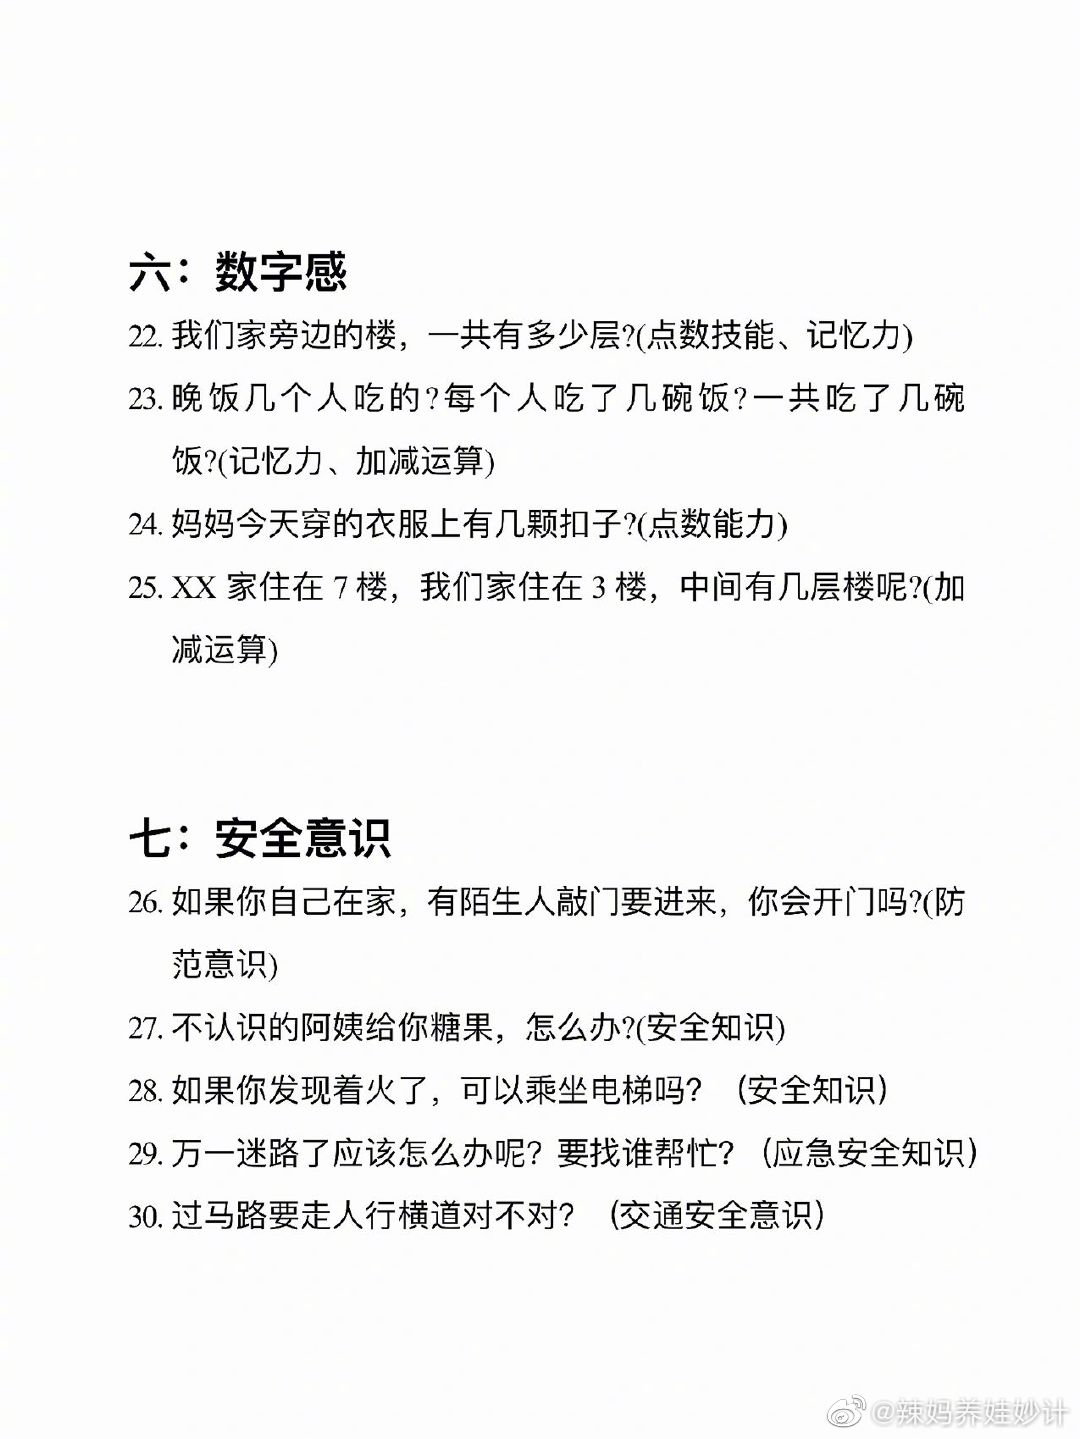 六：数字感
22. 我们家旁边的楼，一共有多少层?(点数技能、记忆力)
23. 晚饭几个人吃的?每个人吃了几碗饭?一共吃了几碗
饭?(记忆力、加减运算)
24. 妈妈今天穿的衣服上有几颗扣子?(点数能力)
25. XX 家住在 7 楼，我们家住在 3 楼，中间有几层楼呢?(加
减运算)
七：安全意识
26. 如果你自己在家，有陌生人敲门要进来，你会开门吗?(防
范意识)
27. 不认识的阿姨给你糖果，怎么办?(安全知识)
28. 如果你发现着火了，可以乘坐电梯吗？（安全知识）
29. 万一迷路了应该怎么办呢？要找谁帮忙？（应急安全知识）
30. 过马路要走人行横道对不对？（交通安全意识）
@辣妈养娃妙计